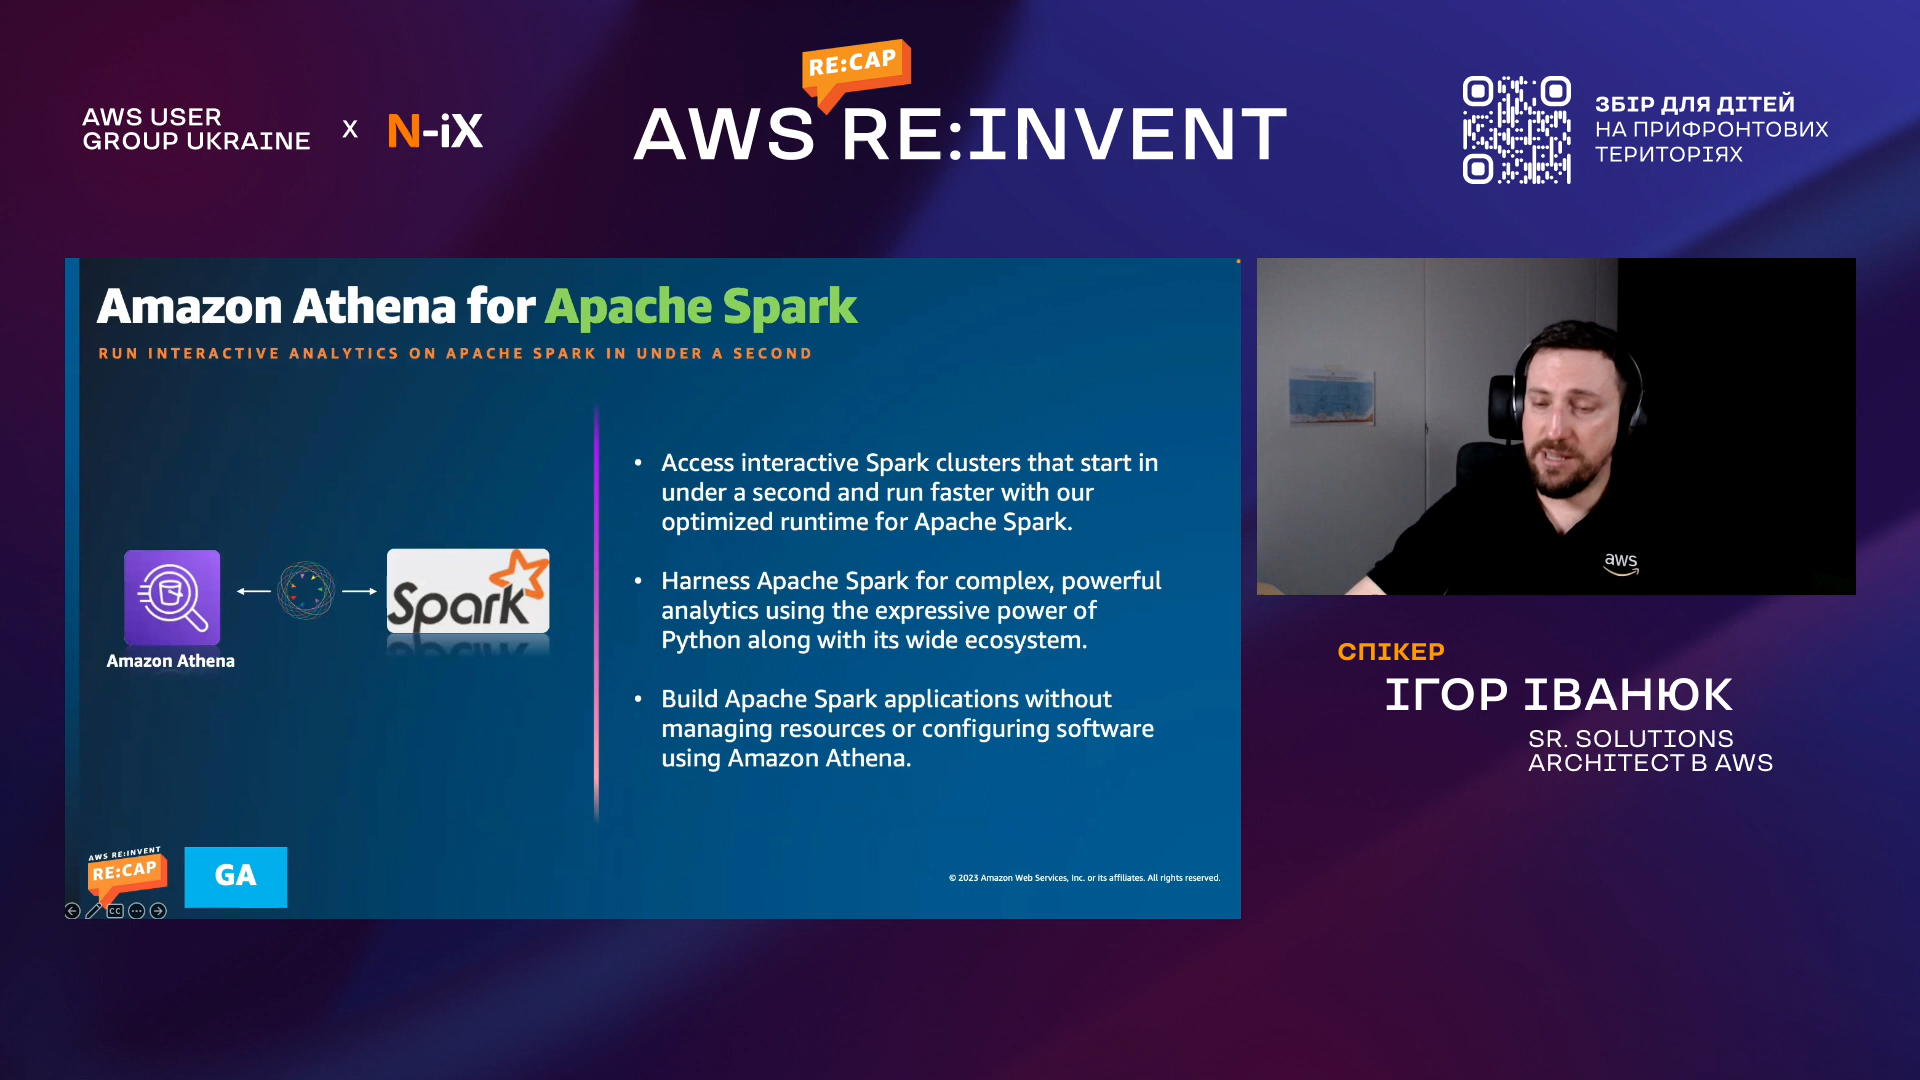 AWS USER
GROUP UKRAINE
X
N-iX
RE:CAP
AWS RE:INVENT
ЗБІР ДЛЯ ДІТЕЙ
НА ПРИФРОНТОВИХ
ТЕРИТОРІЯХ
Amazon Athena for Apache Spark
RUN INTERACTIVE ANALYTICS ON APACHE SPARK IN UNDER A SECOND
Amazon Athena
Spark
• Access interactive Spark clusters that start in
under a second and run faster with our
optimized runtime for Apache Spark.
• Harness Apache Spark for complex, powerful
analytics using the expressive power of
Python along with its wide ecosystem.
• Build Apache Spark applications without
managing resources or configuring software
using Amazon Athena.
AWS RE:INVENT
RE:CAP
GA
CC
© 2023 Amazon Web Services, Inc. or its affiliates. All rights reserved.
aws
СПІКЕР
ІГОР ІВАНЮК
SR. SOLUTIONS
ARCHITECT В AWS